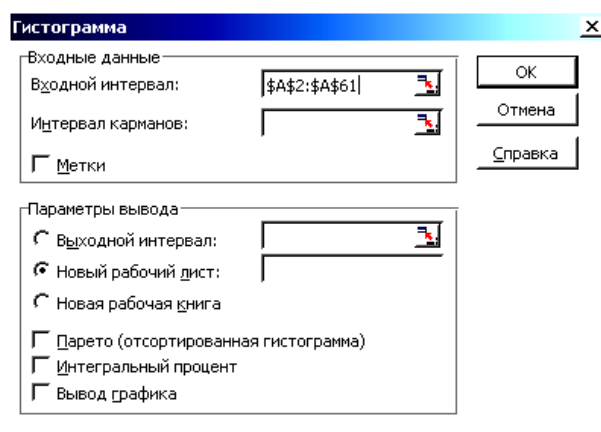 Гистограмма
Входные данные
Входной интервал: $A$2:$A$61
OK
Интервал карманов:
Отмена
Метки
Справка
Параметры вывода
Выходной интервал:
Новый рабочий лист:
Новая рабочая книга
Парето (отсортированная гистограмма)
Интегральный процент
Вывод графика